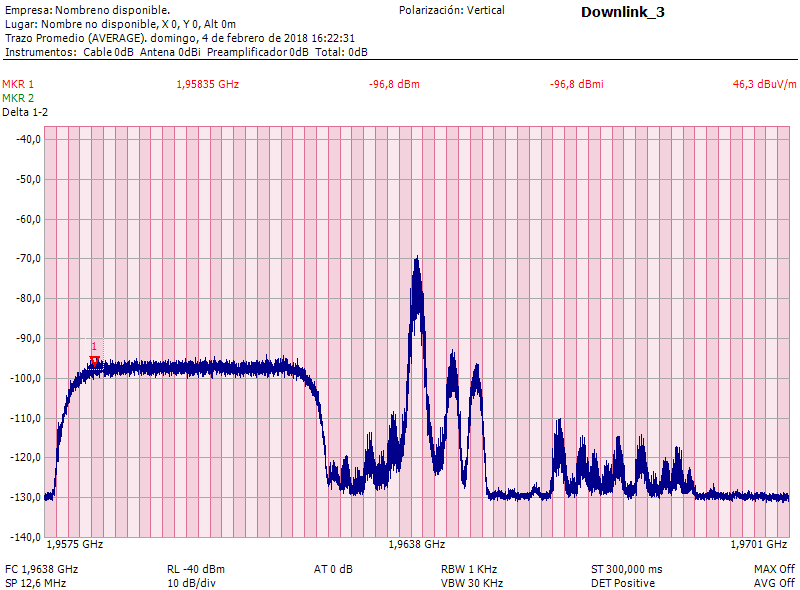 Empresa: Nombreno disponible. Polarización: Vertical Downlink_3
Lugar: Nombre no disponible, X 0, Y 0, Alt 0m
Trazo Promedio (AVERAGE). domingo, 4 de febrero de 2018 16:22:31
Instrumentos: Cable0dB Antena 0dBi Preamplificador0dB Total: 0dB
MKR 1 1,95835 GHz -96,8 dBm -96,8 dBmi 46,3 dBuV/m
MKR 2
Delta 1-2
-40,0
-50,0
-60,0
-70,0
-80,0
-90,0
1
-100,0
-110,0
-120,0
-130,0
-140,0
1,9575 GHz 1,9638 GHz 1,9701 GHz
FC 1,9638 GHz RL -40 dBm AT 0 dB RBW 1 KHz ST 300,000 ms MAX Off
SP 12,6 MHz 10 dB/div VBW 30 KHz DET Positive AVG Off